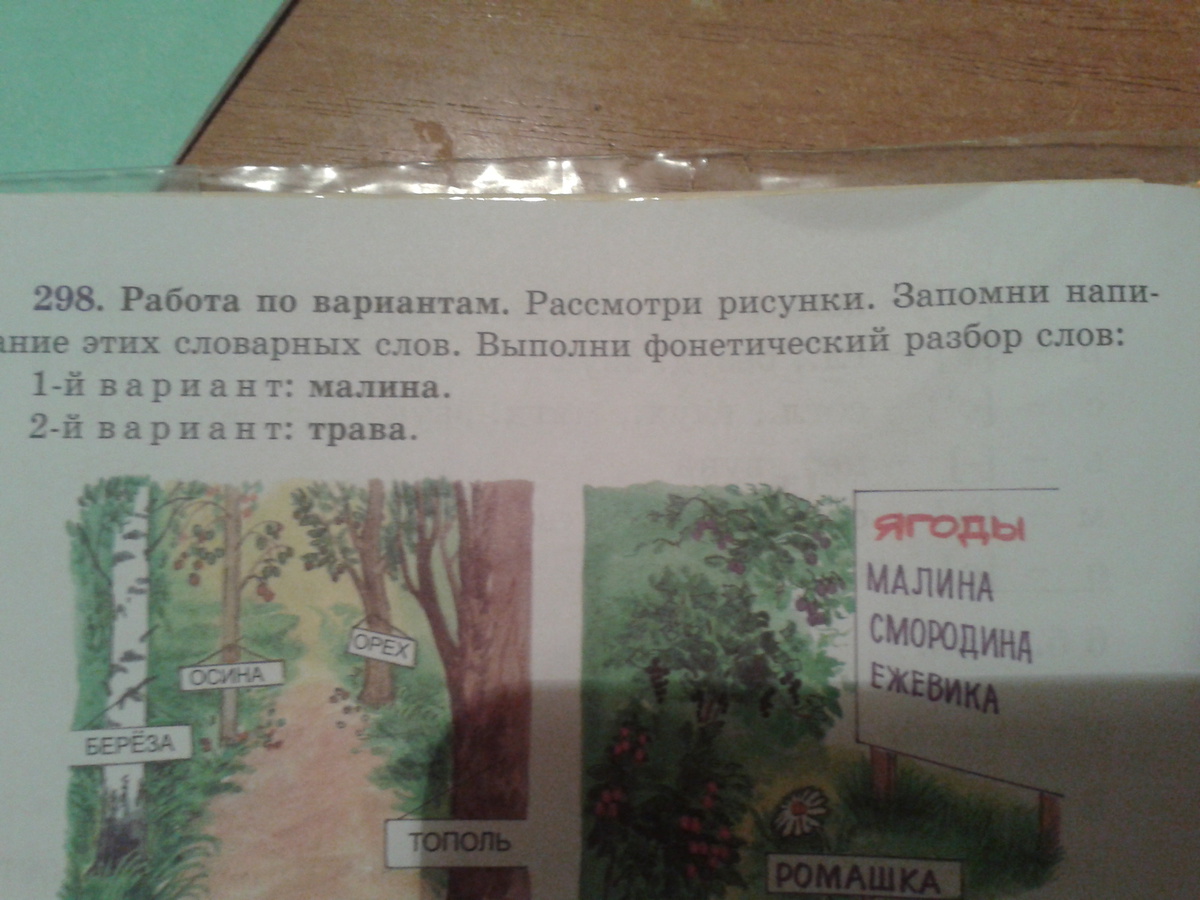 298. Работа по вариантам. Рассмотри рисунки. Запомни напи-
ание этих словарных слов. Выполни фонетический разбор слов:
1-й вариант: малина.
2-й вариант: трава.
ОРЕХ
ОСИНА
БЕРЁЗА
ТОПОЛЬ
ЯГОДЫ
МАЛИНА
СМОРОДИНА
ЕЖЕВИКА
РОМАШКА